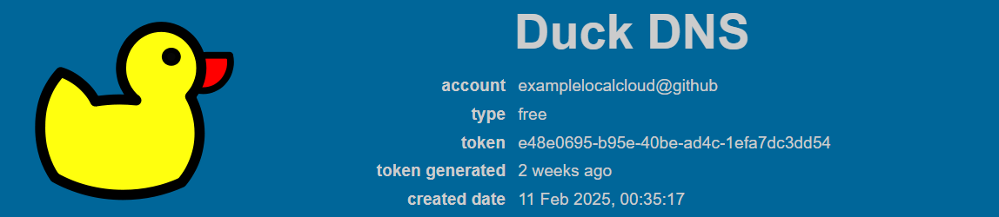 Duck DNS
account examplelocalcloud@github
type free
token e48e0695-b95e-40be-ad4c-1efa7dc3dd54
token generated 2 weeks ago
created date 11 Feb 2025, 00:35:17